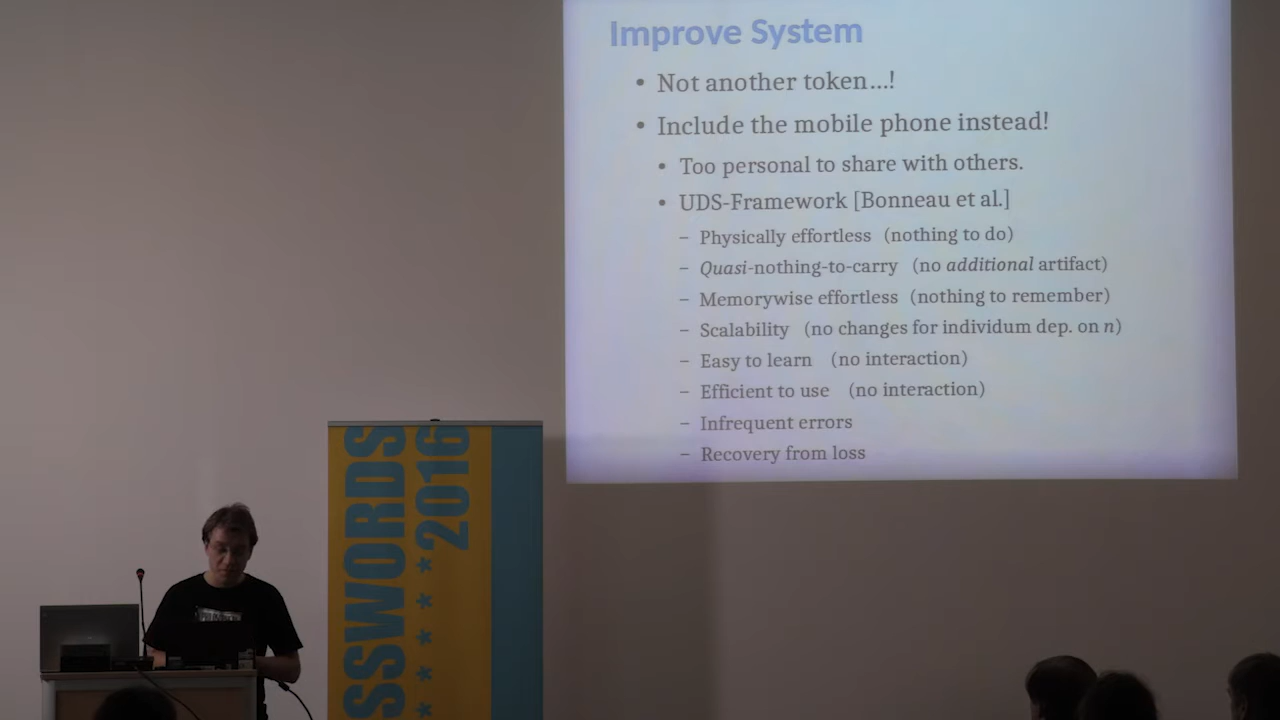 Improve System
• Not another token...!
• Include the mobile phone instead!
• Too personal to share with others.
• UDS-Framework [Bonneau et al.]
– Physically effortless (nothing to do)
– Quasi-nothing-to-carry (no additional artifact)
– Memorywise effortless (nothing to remember)
– Scalability (no changes for individum dep. on n)
– Easy to learn (no interaction)
– Efficient to use (no interaction)
– Infrequent errors
– Recovery from loss
SSWORDS
******2016